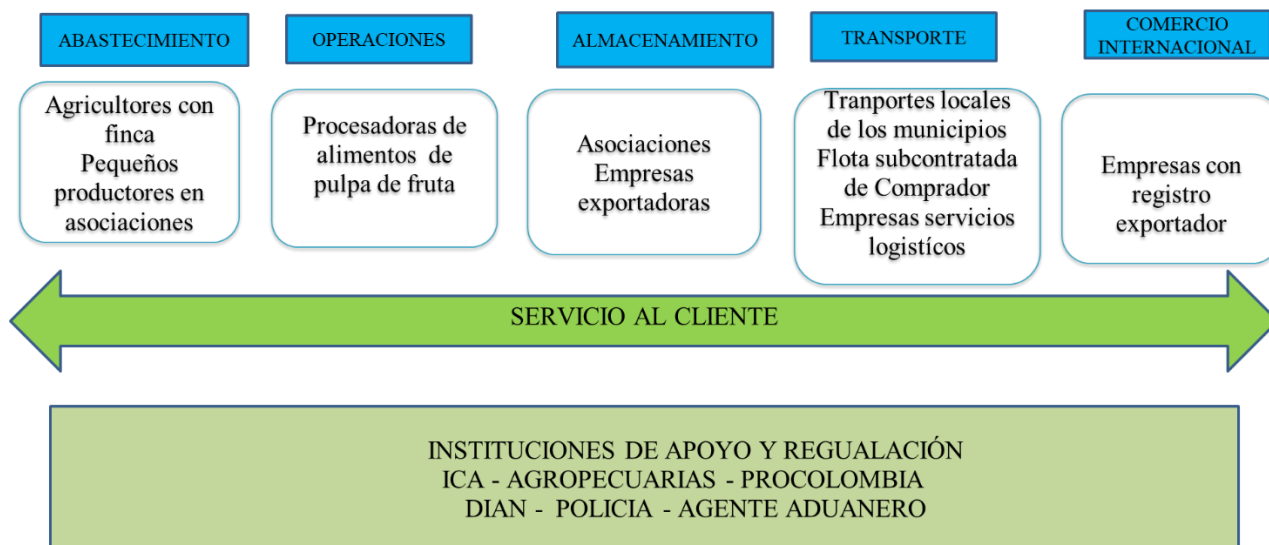 ABASTECIMIENTO
OPERACIONES
ALMACENAMIENTO
TRANSPORTE
COMERCIO
INTERNACIONAL
Agricultores con
finca
Pequeños
productores en
asociaciones
Procesadoras de
alimentos de
pulpa de fruta
Asociaciones
Empresas
exportadoras
Tranportes locales
de los municipios
Flota subcontratada
de Comprador
Empresas servicios
logistícos
Empresas con
registro
exportador
SERVICIO AL CLIENTE
INSTITUCIONES DE APOYO Y REGUALACIÓN
ICA - AGROPECUARIAS - PROCOLOMBIA
DIAN - POLICIA - AGENTE ADUANERO